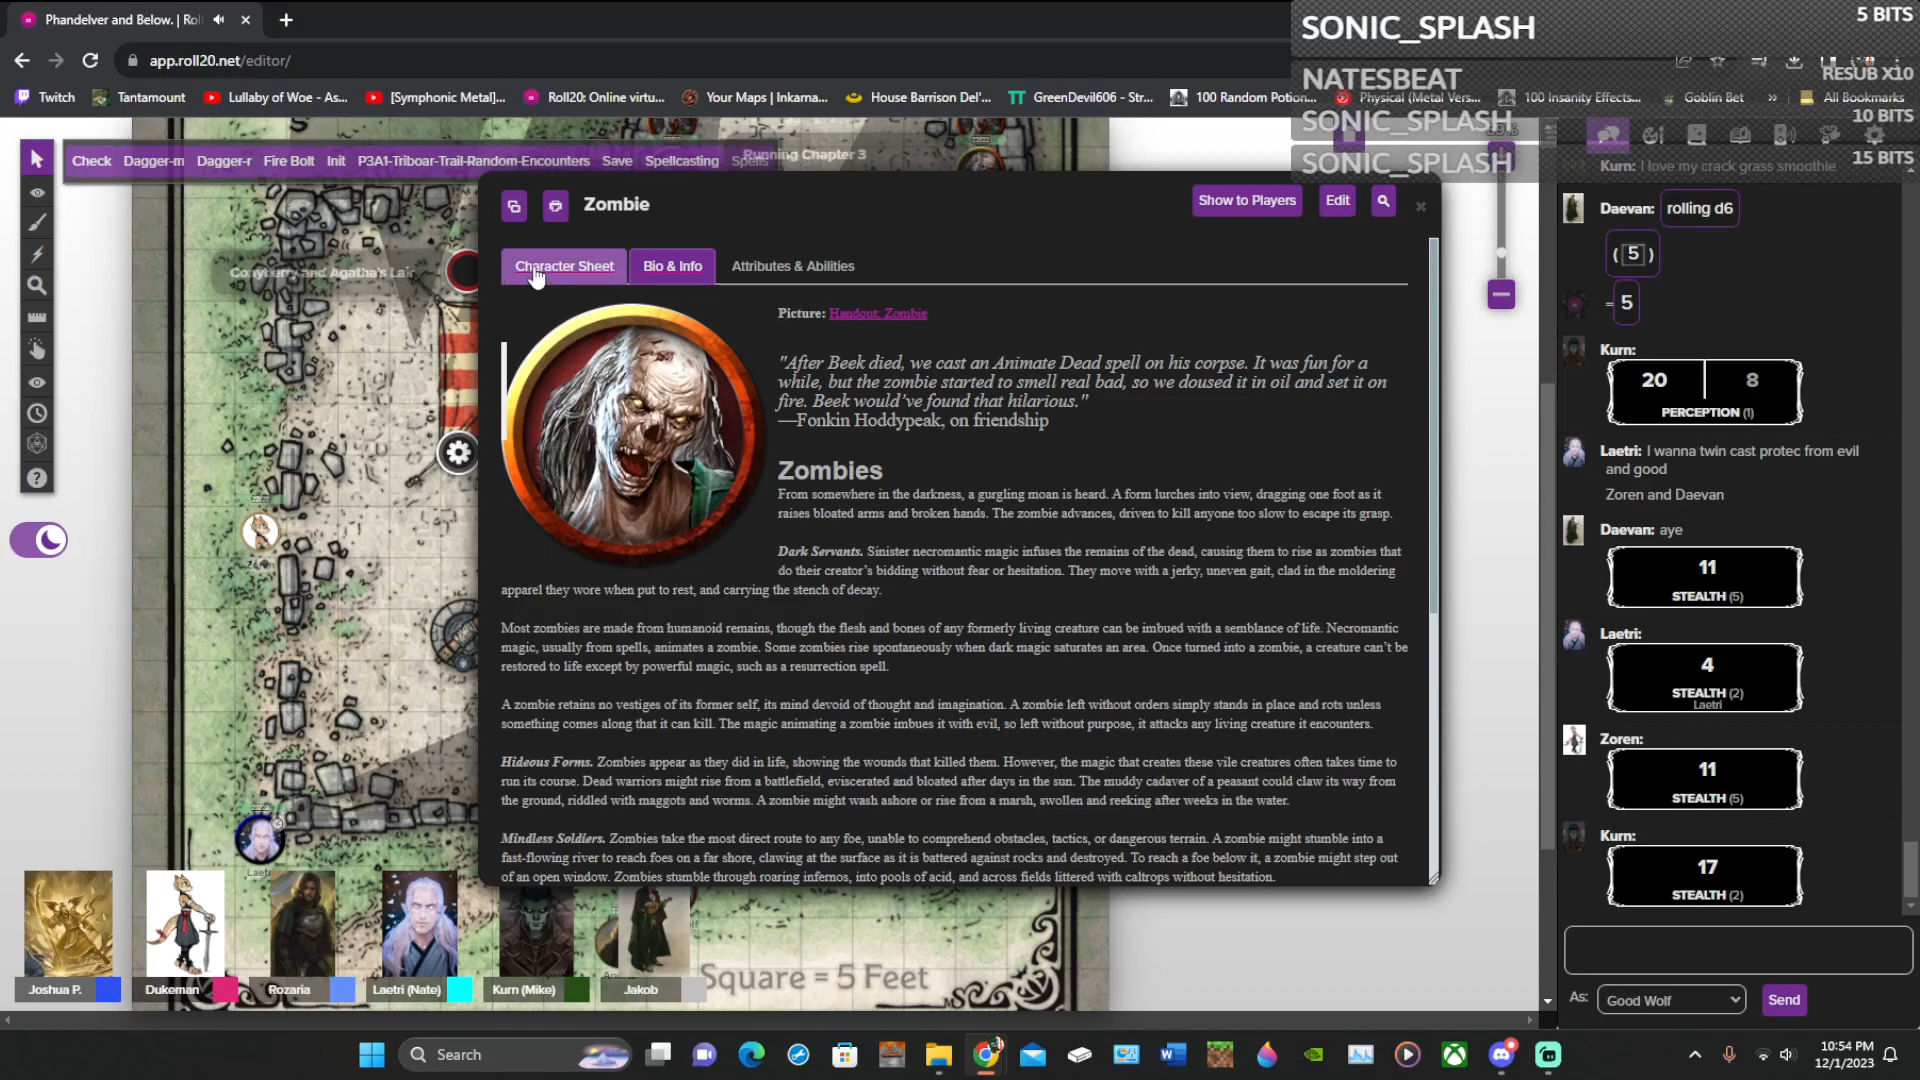 Phandelver and Below. | Rol
SONIC_SPLASH
5 BITS
app.roll20.net/editor/
NATESBEAT
RESUB X10
Twitch
Tantamount
Lullaby of Woe - As...
[Symphonic Metal]...
Roll20: Online virtu...
Your Maps | Inkarna...
House Barrison Del'...
GreenDevil606 - Str...
100 Random Potion...
Physical (Metal Vers...
100 Insanity Effects...
Goblin Bet
»
All Bookmarks
SONIC_SPLASH
10 BITS
SONIC_SPLASH
15 BITS
Check
Dagger-m
Dagger-r
Fire Bolt
Init
P3A1-Triboar-Trail-Random-Encounters
Save
Spellcasting
Spells
Running Chapter 3
Conyberry and Agatha's Lair
Zombie
Show to Players
Edit
Character Sheet
Bio & Info
Attributes & Abilities
Picture: Handout: Zombie
"After Beek died, we cast an Animate Dead spell on his corpse. It was fun for a
while, but the zombie started to smell real bad, so we doused it in oil and set it on
fire. Beek would've found that hilarious."
—Fonkin Hoddypeak, on friendship
Zombies
From somewhere in the darkness, a gurgling moan is heard. A form lurches into view, dragging one foot as it
raises bloated arms and broken hands. The zombie advances, driven to kill anyone too slow to escape its grasp.
Dark Servants. Sinister necromantic magic infuses the remains of the dead, causing them to rise as zombies that
do their creator's bidding without fear or hesitation. They move with a jerky, uneven gait, clad in the moldering
apparel they wore when put to rest, and carrying the stench of decay.
Most zombies are made from humanoid remains, though the flesh and bones of any formerly living creature can be imbued with a semblance of life. Necromantic
magic, usually from spells, animates a zombie. Some zombies rise spontaneously when dark magic saturates an area. Once turned into a zombie, a creature can't be
restored to life except by powerful magic, such as a resurrection spell.
A zombie retains no vestiges of its former self, its mind devoid of thought and imagination. A zombie left without orders simply stands in place and rots unless
something comes along that it can kill. The magic animating a zombie imbues it with evil, so left without purpose, it attacks any living creature it encounters.
Hideous Forms. Zombies appear as they did in life, showing the wounds that killed them. However, the magic that creates these vile creatures often takes time to
run its course. Dead warriors might rise from a battlefield, eviscerated and bloated after days in the sun. The muddy cadaver of a peasant could claw its way from
the ground, riddled with maggots and worms. A zombie might wash ashore or rise from a marsh, swollen and reeking after weeks in the water.
Mindless Soldiers. Zombies take the most direct route to any foe, unable to comprehend obstacles, tactics, or dangerous terrain. A zombie might stumble into a
fast-flowing river to reach foes on a far shore, clawing at the surface as it is battered against rocks and destroyed. To reach a foe below it, a zombie might step out
of an open window. Zombies stumble through roaring infernos, into pools of acid, and across fields littered with caltrops without hesitation.
Kurn: I love my crack grass smoothie
Daevan: rolling d6
( 5 )
= 5
Kurn:
20 8
PERCEPTION (1)
Laetri: I wanna twin cast protec from evil
and good
Zoren and Daevan
Daevan: aye
11
STEALTH (5)
Laetri:
4
STEALTH (2)
Laetri
Zoren:
11
STEALTH (5)
Kurn:
17
STEALTH (2)
As:
Good Wolf
Send
Zoren
Laetri
Square = 5 Feet
Joshua P.
Dukeman
Rozaria
Laetri (Nate)
Kurn (Mike)
Jakob
Search
10:54 PM
12/1/2023